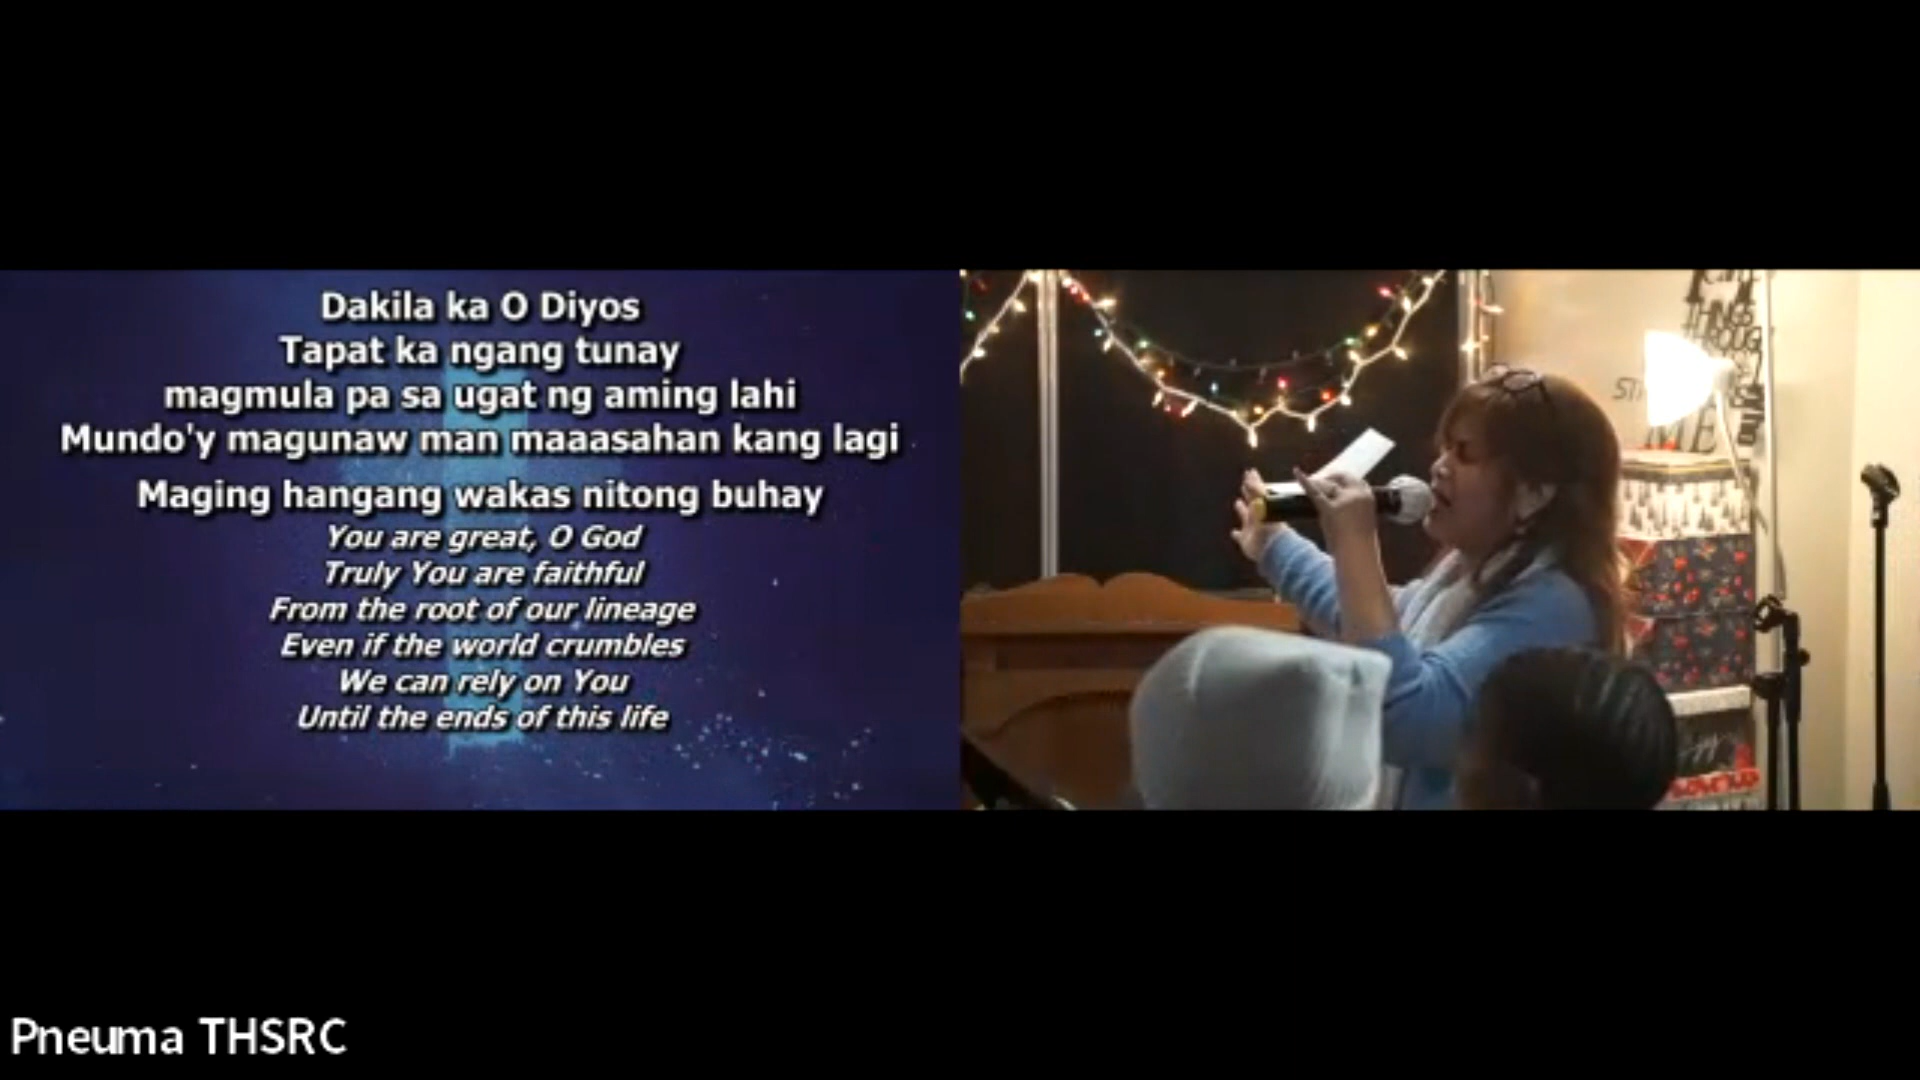 Dakila ka O Diyos
Tapat ka ngang tunay
magmula pa sa ugat ng aming lahi
Mundo'y magunaw man maaasahan kang lagi
Maging hangang wakas nitong buhay
You are great, O God
Truly You are faithful
From the root of our lineage
Even if the world crumbles
We can rely on You
Until the ends of this life
THINGS
THROUG
ME
Pneuma THSRC